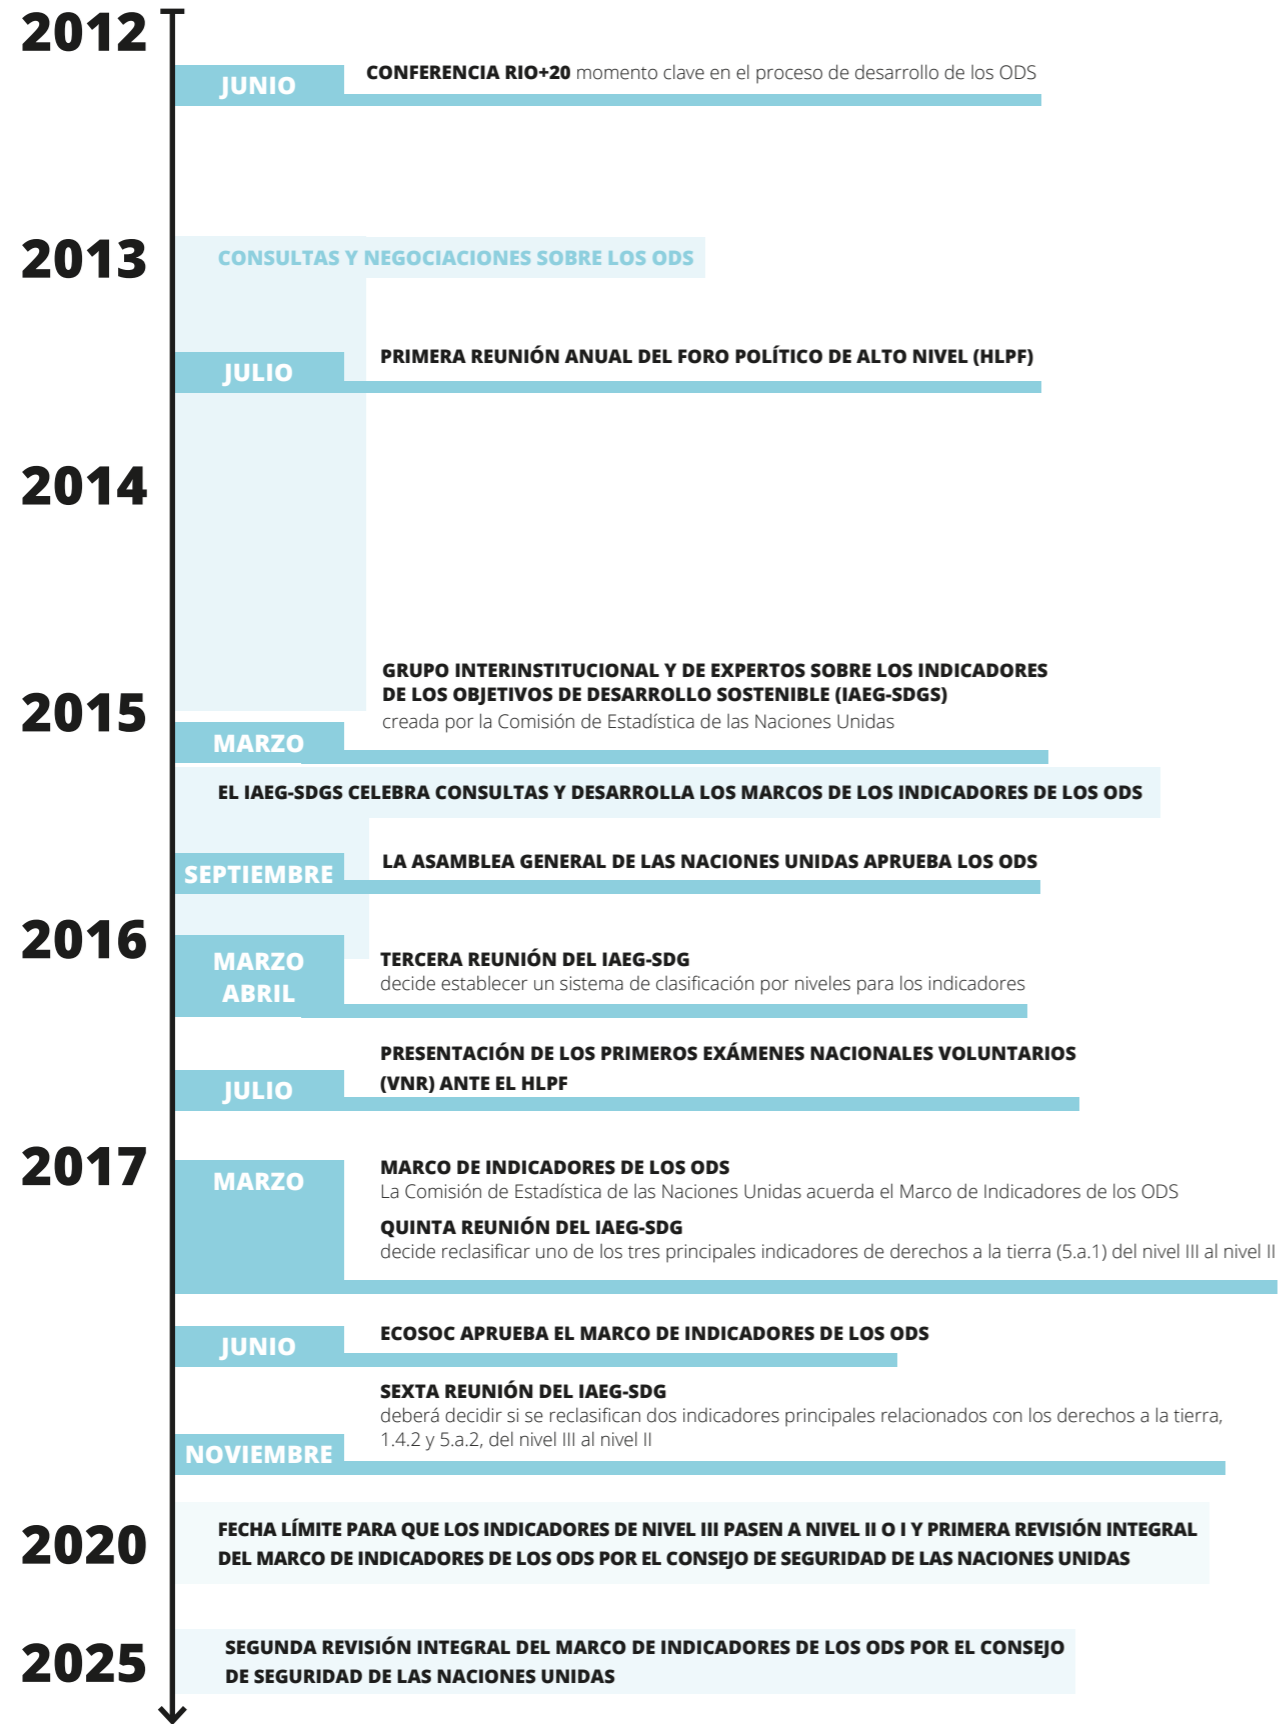 2012
JUNIO
CONFERENCIA RIO+20 momento clave en el proceso de desarrollo de los ODS
2013
CONSULTAS Y NEGOCIACIONES SOBRE LOS ODS
JULIO
PRIMERA REUNIÓN ANUAL DEL FORO POLÍTICO DE ALTO NIVEL (HLPF)
2014
2015
MARZO
GRUPO INTERINSTITUCIONAL Y DE EXPERTOS SOBRE LOS INDICADORES
DE LOS OBJETIVOS DE DESARROLLO SOSTENIBLE (IAEG-SDGS)
creada por la Comisión de Estadística de las Naciones Unidas
EL IAEG-SDGS CELEBRA CONSULTAS Y DESARROLLA LOS MARCOS DE LOS INDICADORES DE LOS ODS
SEPTIEMBRE
LA ASAMBLEA GENERAL DE LAS NACIONES UNIDAS APRUEBA LOS ODS
2016
MARZO
ABRIL
TERCERA REUNIÓN DEL IAEG-SDG
decide establecer un sistema de clasificación por niveles para los indicadores
JULIO
PRESENTACIÓN DE LOS PRIMEROS EXÁMENES NACIONALES VOLUNTARIOS
(VNR) ANTE EL HLPF
2017
MARZO
MARCO DE INDICADORES DE LOS ODS
La Comisión de Estadística de las Naciones Unidas acuerda el Marco de Indicadores de los ODS
QUINTA REUNIÓN DEL IAEG-SDG
decide reclasificar uno de los tres principales indicadores de derechos a la tierra (5.a.1) del nivel III al nivel II
JUNIO
ECOSOC APRUEBA EL MARCO DE INDICADORES DE LOS ODS
NOVIEMBRE
SEXTA REUNIÓN DEL IAEG-SDG
deberá decidir si se reclasifican dos indicadores principales relacionados con los derechos a la tierra,
1.4.2 y 5.a.2, del nivel III al nivel II
2020
FECHA LÍMITE PARA QUE LOS INDICADORES DE NIVEL III PASEN A NIVEL II O I Y PRIMERA REVISIÓN INTEGRAL
DEL MARCO DE INDICADORES DE LOS ODS POR EL CONSEJO DE SEGURIDAD DE LAS NACIONES UNIDAS
2025
SEGUNDA REVISIÓN INTEGRAL DEL MARCO DE INDICADORES DE LOS ODS POR EL CONSEJO
DE SEGURIDAD DE LAS NACIONES UNIDAS